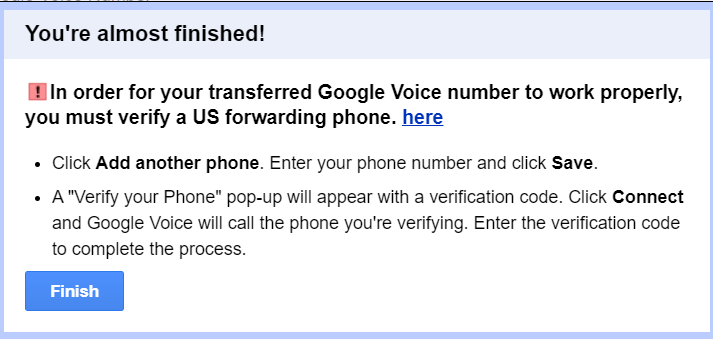 You're almost finished!
! In order for your transferred Google Voice number to work properly,
you must verify a US forwarding phone. here
• Click Add another phone. Enter your phone number and click Save.
• A "Verify your Phone" pop-up will appear with a verification code. Click Connect
and Google Voice will call the phone you're verifying. Enter the verification code
to complete the process.
Finish